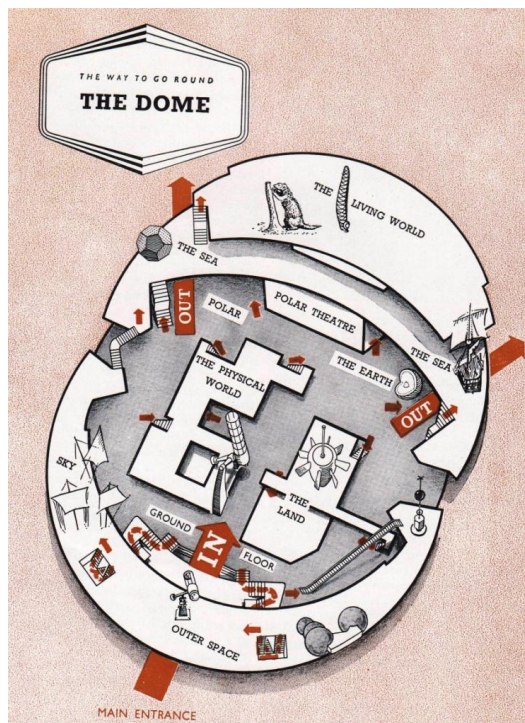 THE WAY TO GO ROUND
THE DOME
THE
LIVING WORLD
THE SEA
OUT
POLAR
POLAR THEATRE
THE PHYSICAL
WORLD
THE EARTH
THE SEA
OUT
SKY
THE
LAND
GROUND
IN
FLOOR
OUTER SPACE
MAIN ENTRANCE